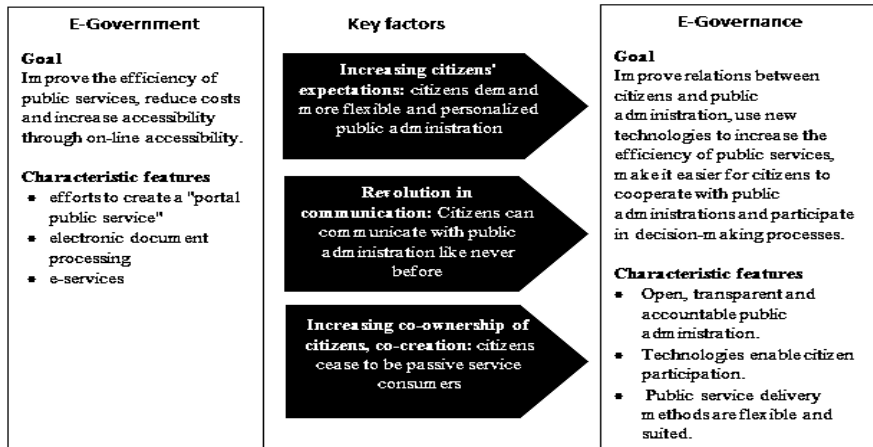 E-Government
Goal
Improve the efficiency of
public services, reduce costs
and increase accessibility
through on-line accessibility.
Characteristic features
• efforts to create a "portal
public service"
• electronic document
processing
• e-services
Key factors
Increasing citizens'
expectations: citizens demand
more flexible and personalized
public administration
Revolution in
communication: Citizens can
communicate with public
administration like never
before
Increasing co-ownership of
citizens, co-creation: citizens
cease to be passive service
consumers
E-Governance
Goal
Improve relations between
citizens and public
administration, use new
technologies to increase the
efficiency of public services,
make it easier for citizens to
cooperate with public
administrations and participate
in decision-making processes.
Characteristic features
• Open, transparent and
accountable public
administration.
• Technologies enable citizen
participation.
• Public service delivery
methods are flexible and
suited.